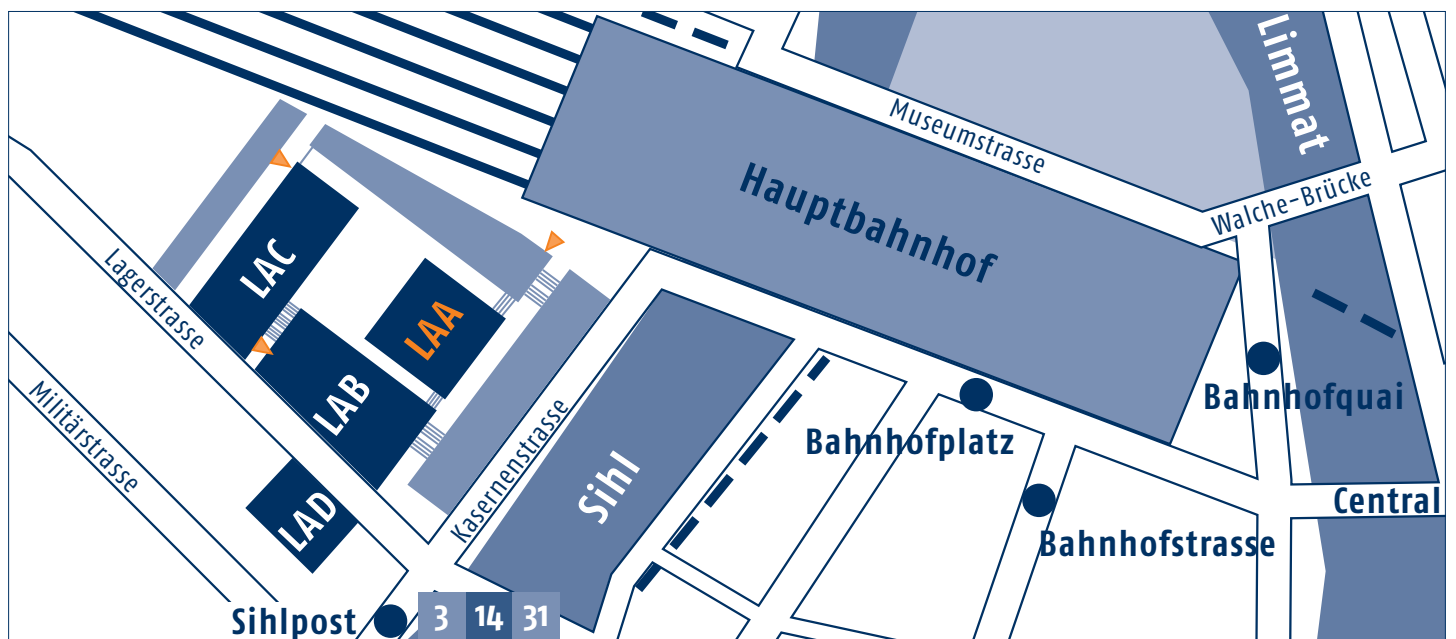 Limmat
Museumstrasse
Hauptbahnhof
Walche-Brücke
LAC
Lagerstrasse
LAA
LAB
Militärstrasse
Bahnhofquai
Bahnhofplatz
Kasernenstrasse
Sihl
LAD
Central
Bahnhofstrasse
Sihlpost 3 14 31